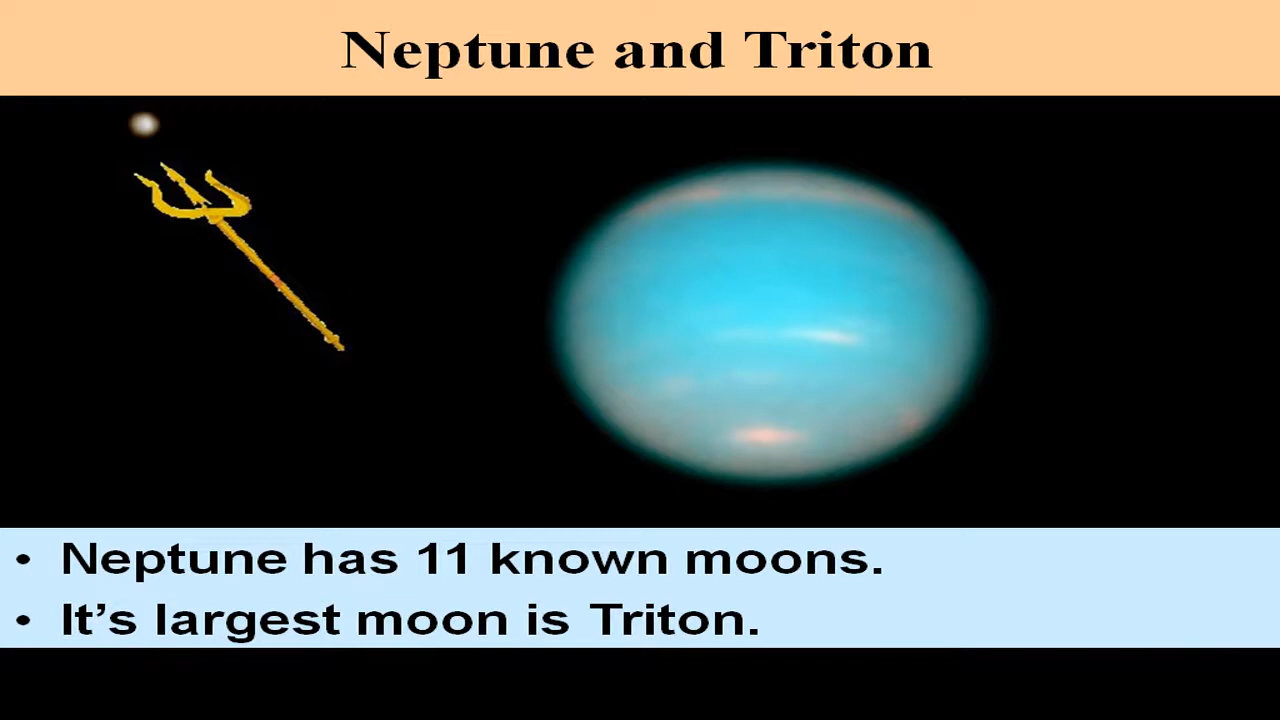 Neptune and Triton
• Neptune has 11 known moons.
• It’s largest moon is Triton.